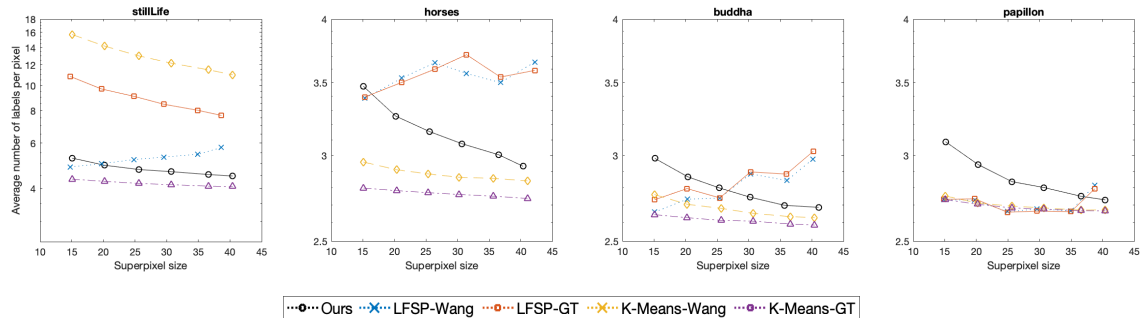 stillLife
horses
buddha
papillon
Average number of labels per pixel
18
16
14
12
10
8
6
4
10 15 20 25 30 35 40 45
Superpixel size
4
3.5
3
2.5
10 15 20 25 30 35 40 45
Superpixel size
4
3.5
3
2.5
10 15 20 25 30 35 40 45
Superpixel size
4
3.5
3
2.5
10 15 20 25 30 35 40 45
Superpixel size
Ours LFSP-Wang LFSP-GT K-Means-Wang K-Means-GT